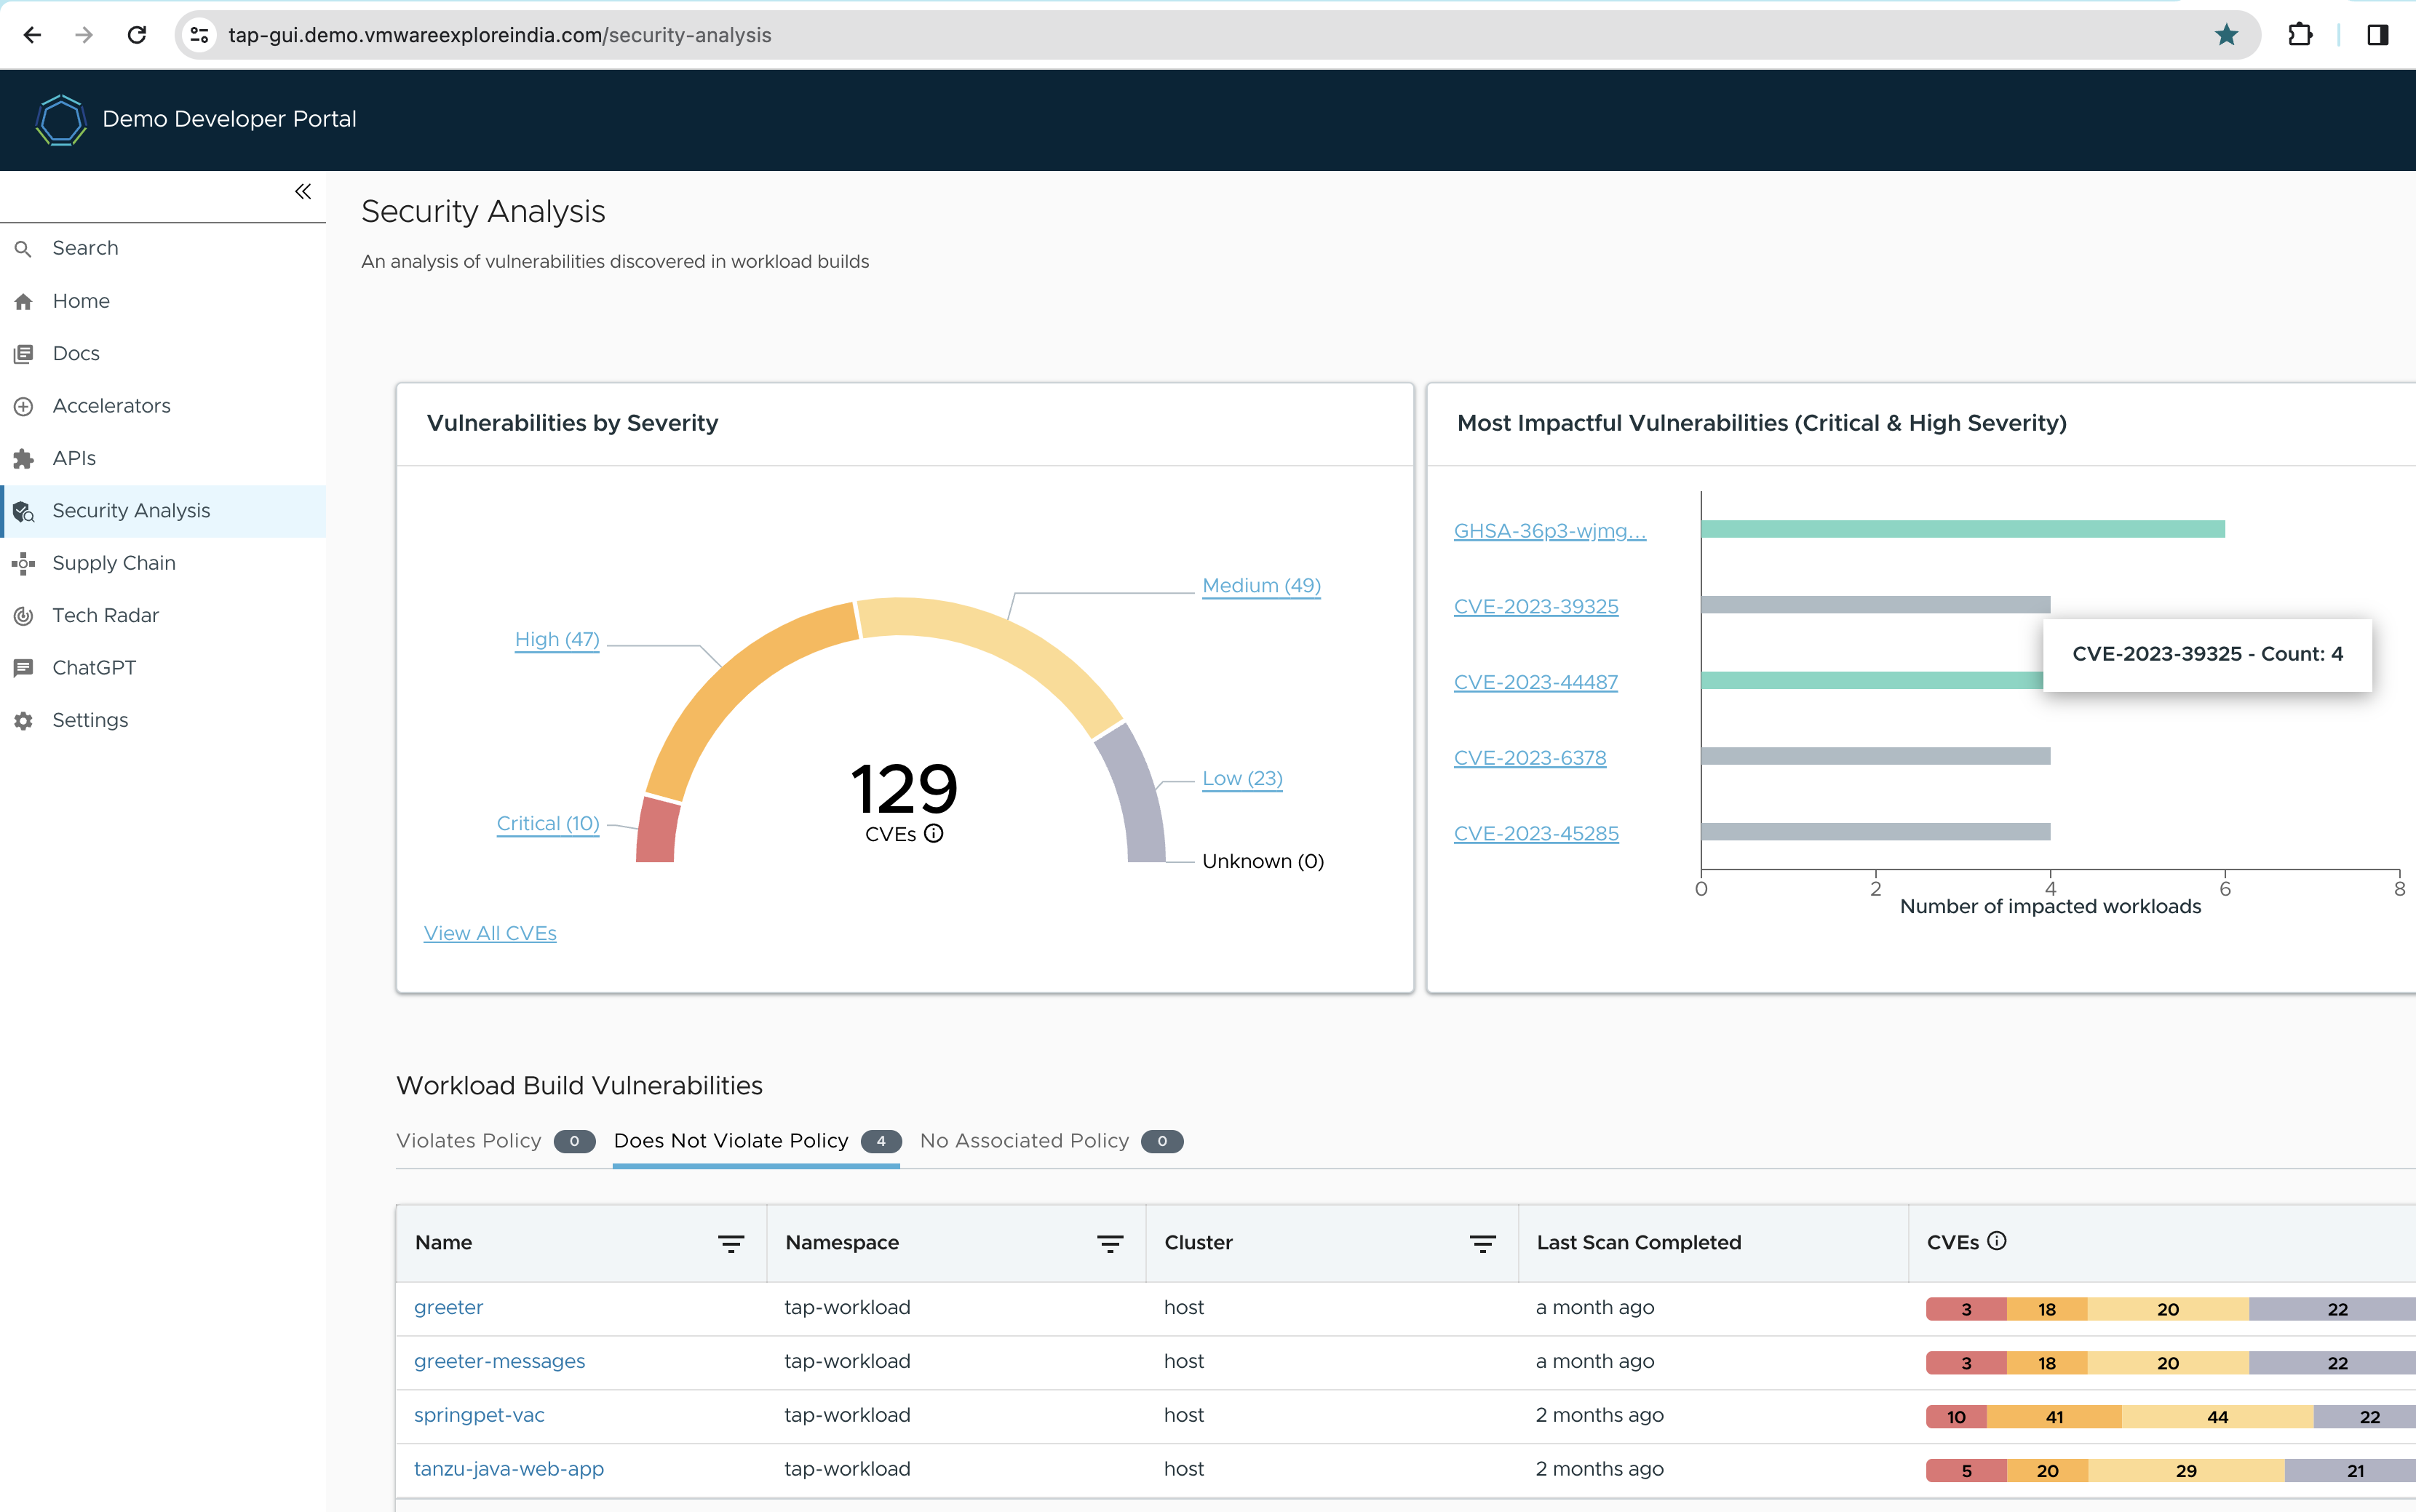 tap-gui.demo.vmwareexploreindia.com/security-analysis
Demo Developer Portal
Search
Home
Docs
Accelerators
APIs
Security Analysis
Supply Chain
Tech Radar
ChatGPT
Settings
Security Analysis
An analysis of vulnerabilities discovered in workload builds
Vulnerabilities by Severity
Medium (49)
High (47)
Low (23)
Critical (10)
Unknown (0)
129
CVEs
View All CVEs
Most Impactful Vulnerabilities (Critical & High Severity)
GHSA-36p3-wjmg...
CVE-2023-39325
CVE-2023-39325 - Count: 4
CVE-2023-44487
CVE-2023-6378
CVE-2023-45285
0 2 4 6 8
Number of impacted workloads
Workload Build Vulnerabilities
Violates Policy 0 Does Not Violate Policy 4 No Associated Policy 0
Name Namespace Cluster Last Scan Completed CVEs
greeter tap-workload host a month ago 3 18 20 22
greeter-messages tap-workload host a month ago 3 18 20 22
springpet-vac tap-workload host 2 months ago 10 41 44 22
tanzu-java-web-app tap-workload host 2 months ago 5 20 29 21